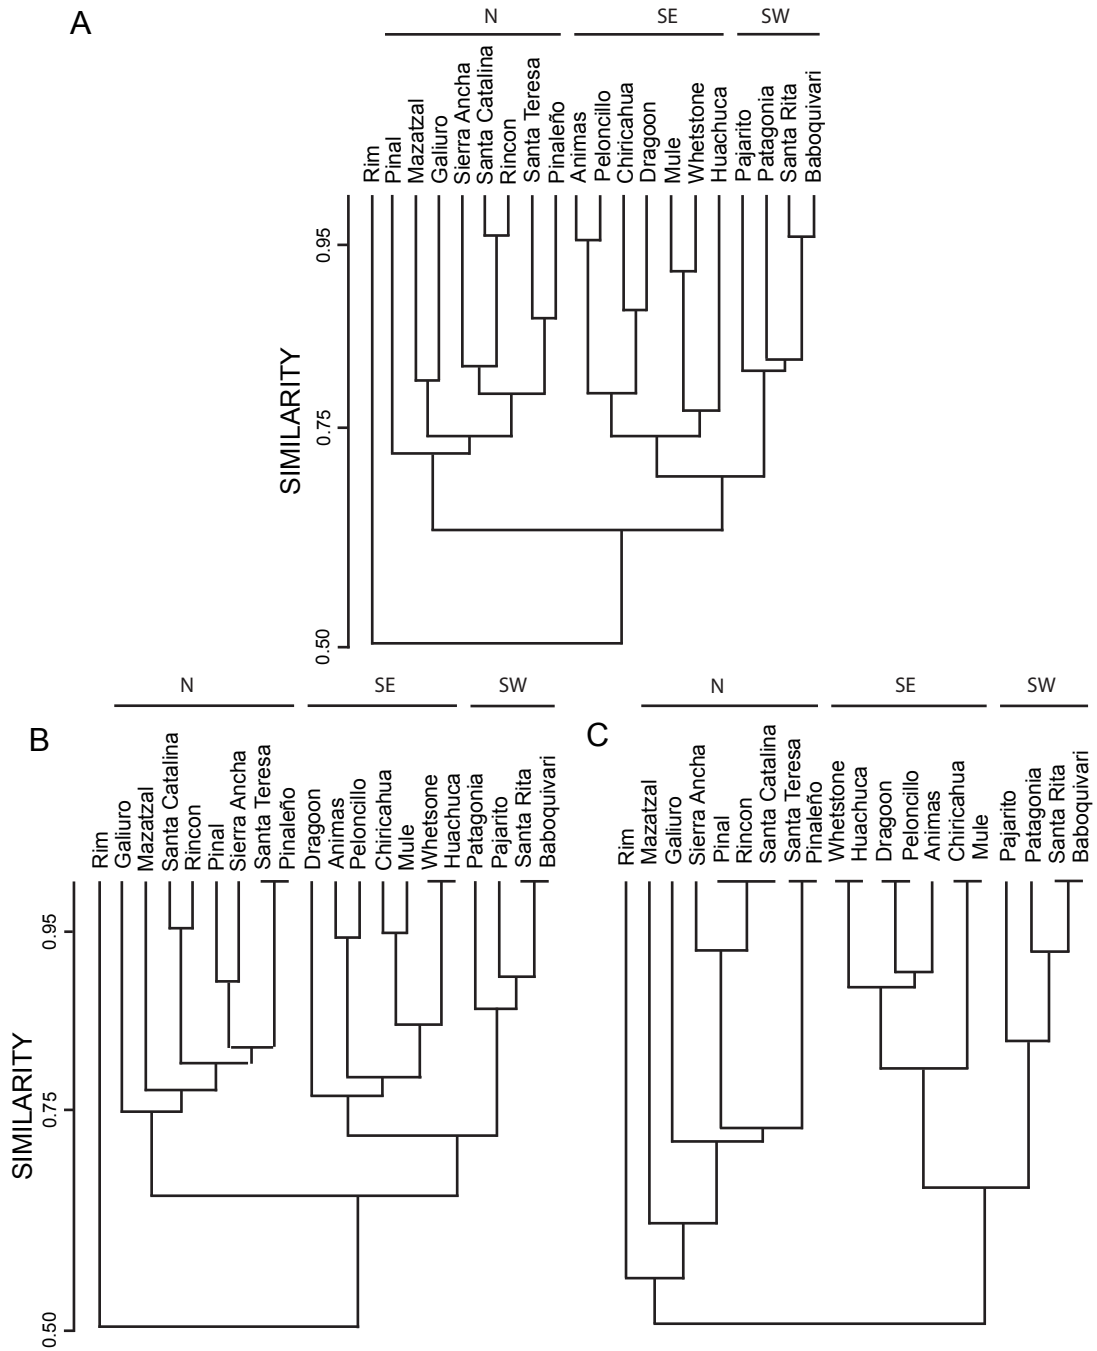 A
N SE SW
Rim
Pinal
Mazatzal
Galiuro
Sierra Ancha
Santa Catalina
Rincon
Santa Teresa
Pinaleño
Animas
Peloncillo
Chiricahua
Dragoon
Mule
Whetstone
Huachuca
Pajarito
Patagonia
Santa Rita
Baboquivari
SIMILARITY
0.95
0.75
0.50
B
N SE SW
Rim
Galiuro
Mazatzal
Santa Catalina
Rincon
Pinal
Sierra Ancha
Santa Teresa
Pinaleño
Dragoon
Animas
Peloncillo
Chiricahua
Mule
Whetsone
Huachuca
Patagonia
Pajarito
Santa Rita
Baboquivari
SIMILARITY
0.95
0.75
0.50
C
N SE SW
Rim
Mazatzal
Galiuro
Sierra Ancha
Pinal
Rincon
Santa Catalina
Santa Teresa
Pinaleño
Whetstone
Huachuca
Dragoon
Peloncillo
Animas
Chiricahua
Mule
Pajarito
Patagonia
Santa Rita
Baboquivari